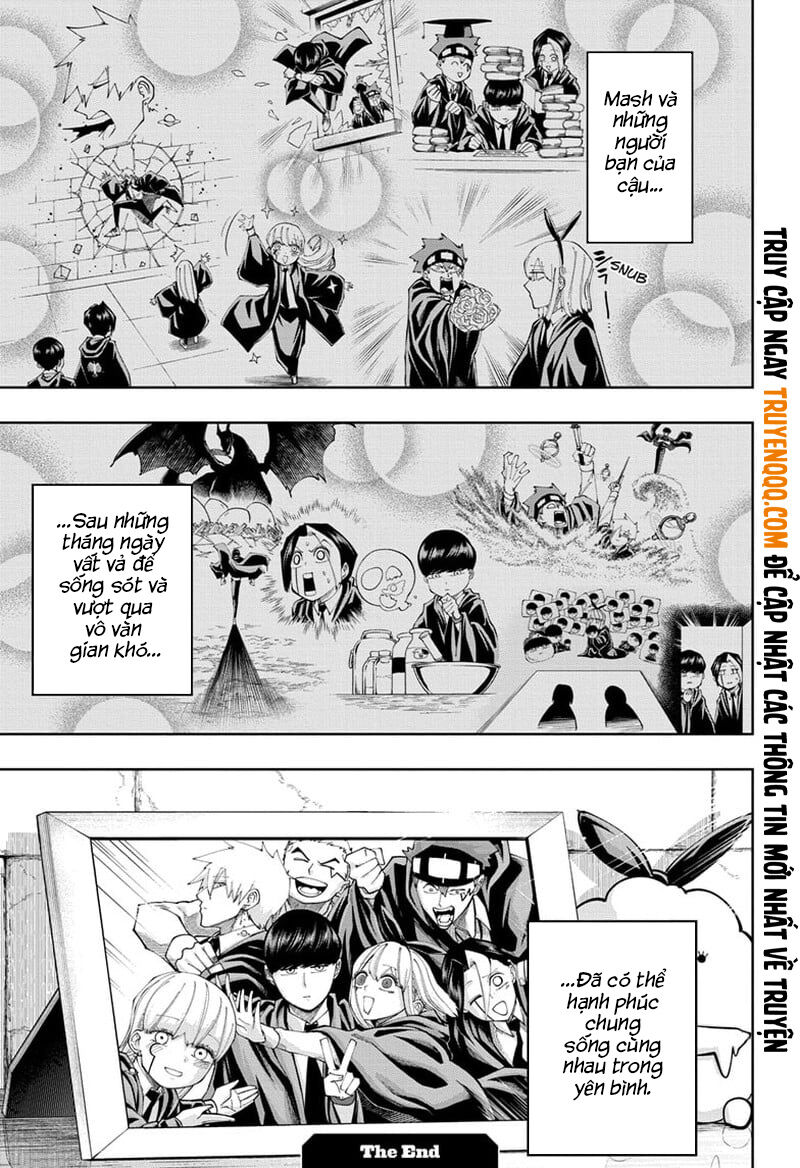 Mash và
những
người
bạn của
cậu...
SNUB
...Sau những
tháng ngày
vất vả để
sống sót và
vượt qua
vô vàn
gian khó...
...Đã có thể
hạnh phúc
chung
sống cùng
nhau trong
yên bình.
The End
TRUY CẬP NGAY TRUYENQQQ.COM ĐỂ CẬP NHẬT CÁC THÔNG TIN MỚI NHẤT VỀ TRUYỆN